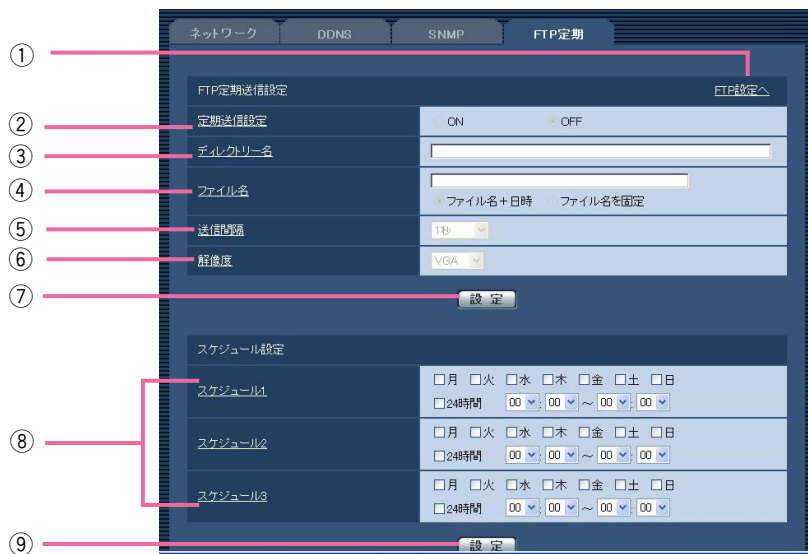 ネットワーク DDNS SNMP FTP定期
①
FTP定期送信設定 FTP設定へ
② 定期送信設定 ON OFF
③ ディレクトリー名
④ ファイル名
ファイル名+日時 ファイル名を固定
⑤ 送信間隔 1秒
⑥ 解像度 VGA
⑦ 設 定
スケジュール設定
⑧
スケジュール1 月 火 水 木 金 土 日
24時間 00 : 00 ~ 00 : 00
スケジュール2 月 火 水 木 金 土 日
24時間 00 : 00 ~ 00 : 00
スケジュール3 月 火 水 木 金 土 日
24時間 00 : 00 ~ 00 : 00
⑨ 設 定